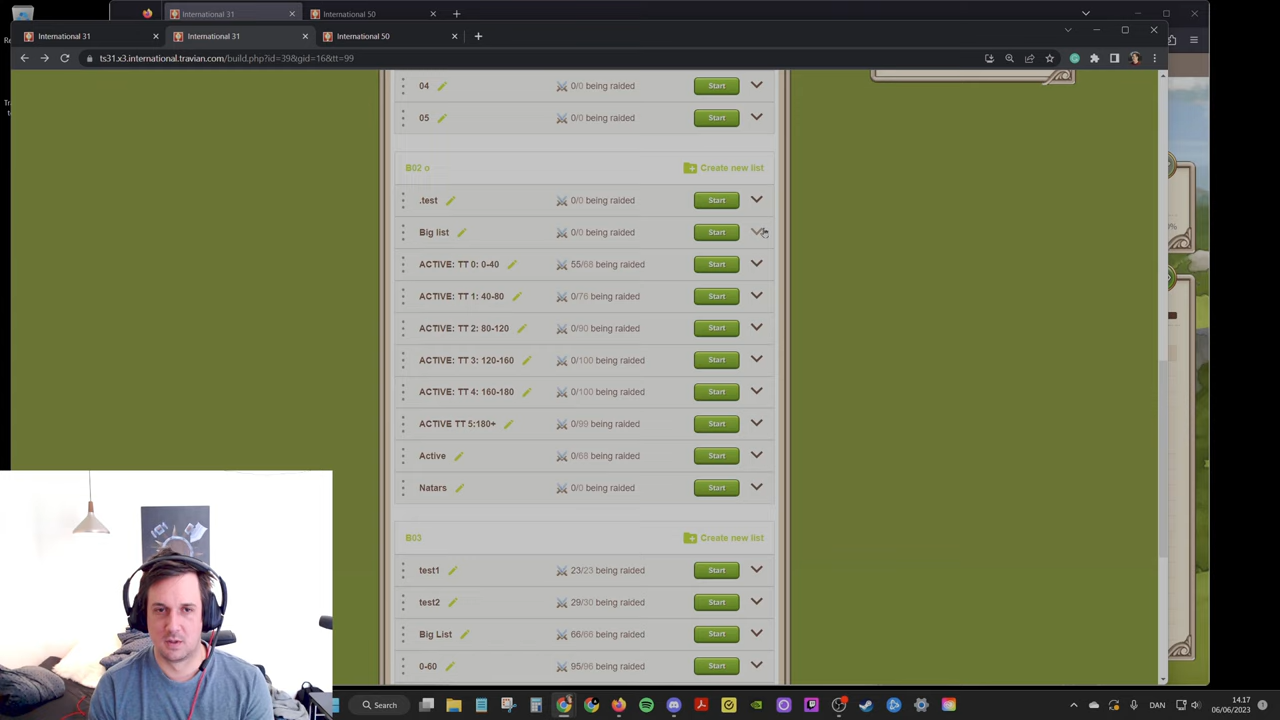 International 31
International 50
International 31
International 31
International 50
ts31.x3.international.travian.com/build.php?id=39&gid=16&tt=99
04
0/0 being raided
Start
05
0/0 being raided
Start
B02 σ
Create new list
.test
0/0 being raided
Start
Big list
0/0 being raided
Start
ACTIVE: TT 0: 0-40
55/68 being raided
Start
ACTIVE: TT 1: 40-80
0/76 being raided
Start
ACTIVE: TT 2: 80-120
0/90 being raided
Start
ACTIVE: TT 3: 120-160
0/100 being raided
Start
ACTIVE: TT 4: 160-180
0/100 being raided
Start
ACTIVE TT 5:180+
0/99 being raided
Start
Active
0/68 being raided
Start
Natars
0/0 being raided
Start
B03
Create new list
test1
23/23 being raided
Start
test2
29/30 being raided
Start
Big List
66/66 being raided
Start
0-60
95/96 being raided
Start
Search
DAN
14.17
06/06/2023